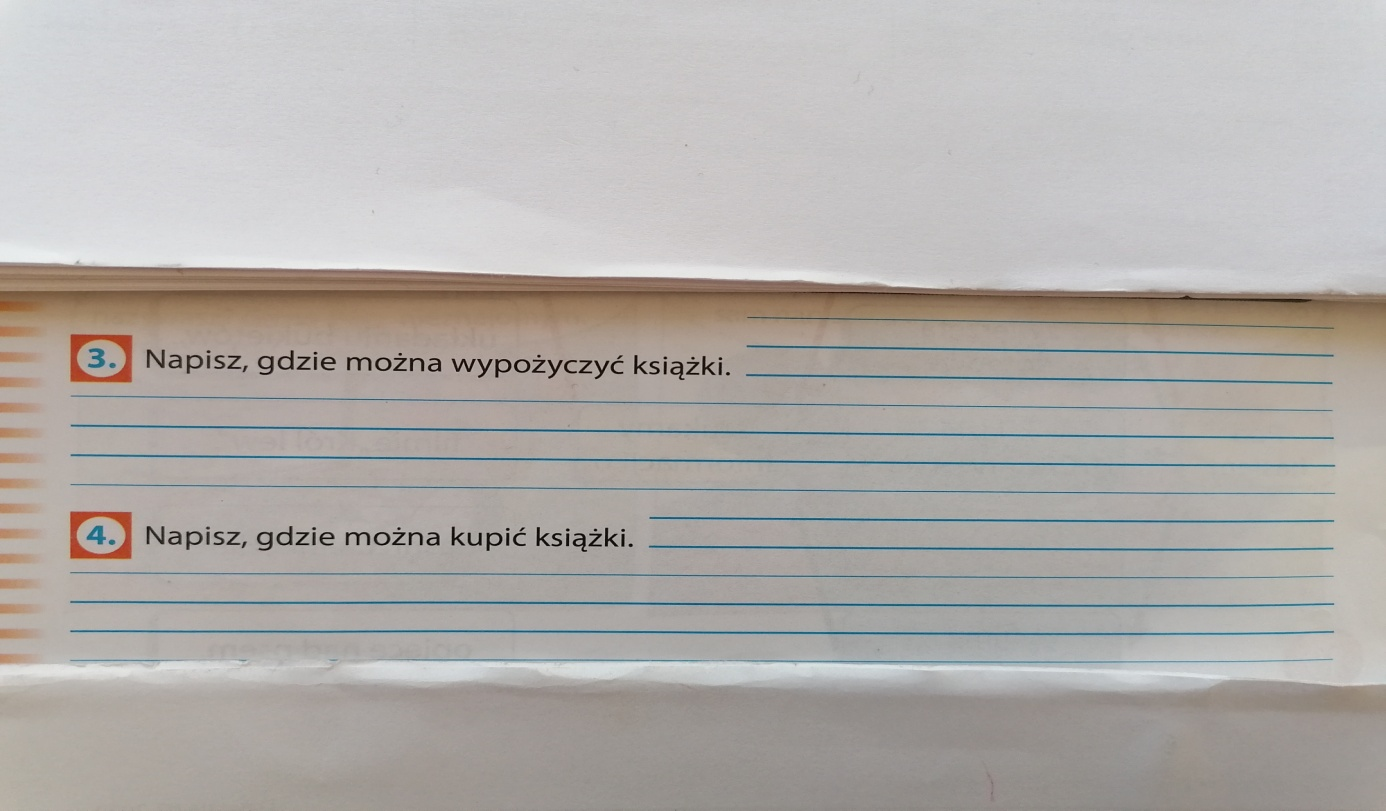 3. Napisz, gdzie można wypożyczyć książki.
4. Napisz, gdzie można kupić książki.